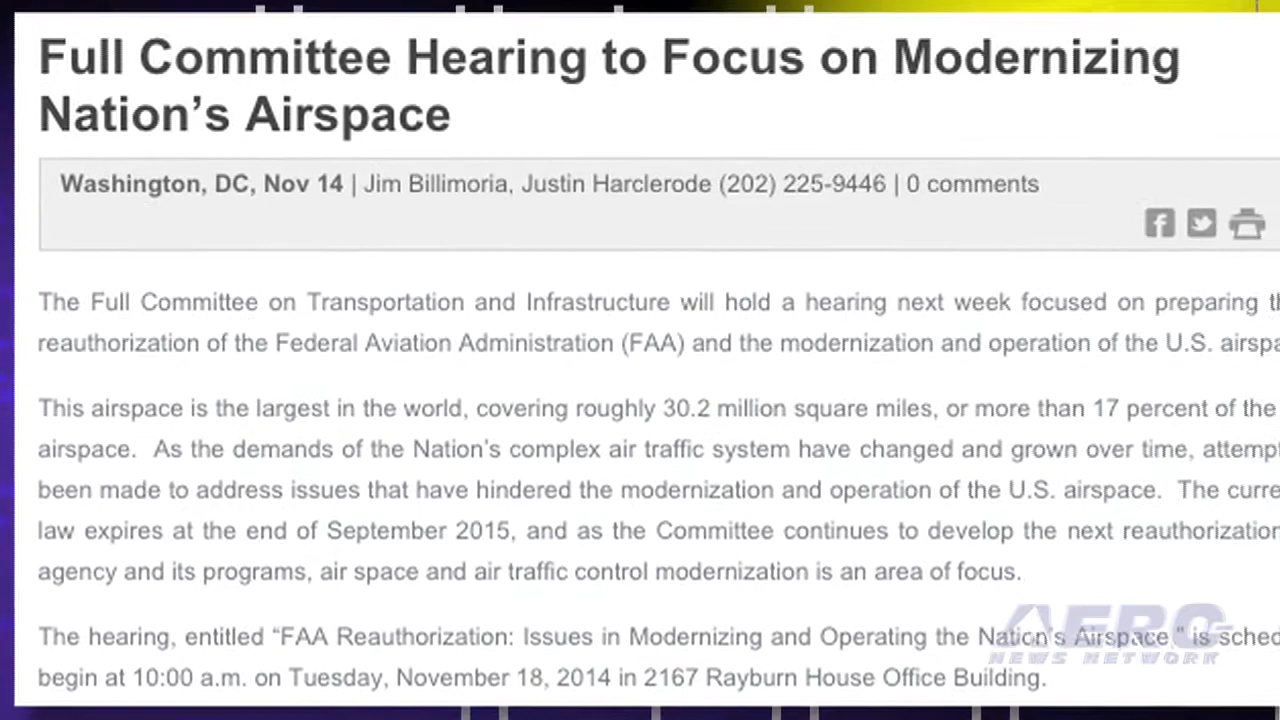 Full Committee Hearing to Focus on Modernizing
Nation’s Airspace
Washington, DC, Nov 14 | Jim Billimoria, Justin Harclerode (202) 225-9446 | 0 comments
The Full Committee on Transportation and Infrastructure will hold a hearing next week focused on preparing
reauthorization of the Federal Aviation Administration (FAA) and the modernization and operation of the U.S.
This airspace is the largest in the world, covering roughly 30.2 million square miles, or more than 17 percent of the
airspace. As the demands of the Nation’s complex air traffic system have changed and grown over time,
been made to address issues that have hindered the modernization and operation of the U.S. airspace. The
law expires at the end of September 2015, and as the Committee continues to develop the next reauthorization
agency and its programs, air space and air traffic control modernization is an area of focus.
The hearing, entitled “FAA Reauthorization: Issues in Modernizing and Operating the Nation’s Airspace,” is
begin at 10:00 a.m. on Tuesday, November 18, 2014 in 2167 Rayburn House Office Building.
AERO
NEWS NETWORK